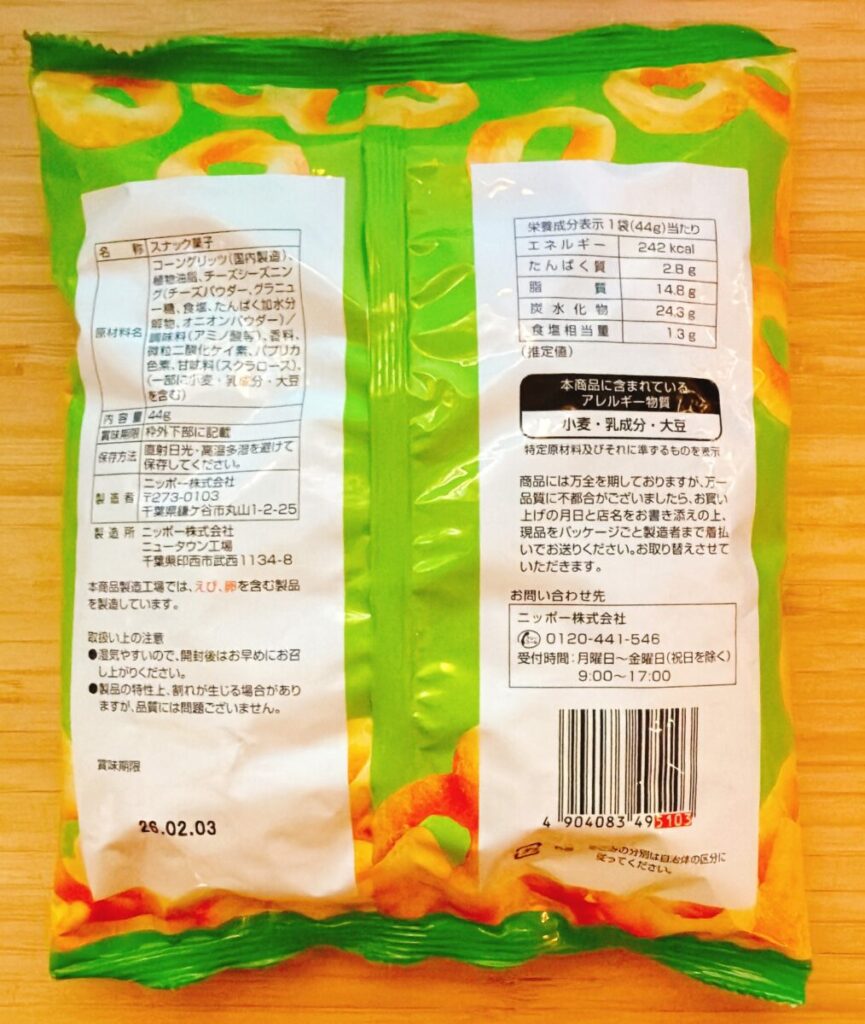 名称 スナック菓子
原材料名 コーングリッツ(国内製造)、
植物油脂、チーズシーズニン
グ(チーズパウダー、グラニュ
ー糖、食塩、たんぱく加水分
解物、オニオンパウダー)/
調味料(アミノ酸等)、香料、
微粒二酸化ケイ素、パプリカ
色素、甘味料(スクラロース)、
(一部に小麦・乳成分・大豆
を含む)
内容量 44g
賞味期限 枠外下部に記載
保存方法 直射日光・高温多湿を避けて
保存してください。
製造者 ニッポー株式会社
〒273-0103
千葉県鎌ケ谷市丸山1-2-25
製造所 ニッポー株式会社
ニュータウン工場
千葉県印西市武西1134-8
本商品製造工場では、えび、卵を含む製品
を製造しています。
取扱い上の注意
●湿気やすいので、開封後はお早めにお召
し上がりください。
●製品の特性上、割れが生じる場合があり
ますが、品質には問題ございません。
賞味期限
26.02.03
栄養成分表示 1袋(44g)当たり
エネルギー 242 kcal
たんぱく質 2.8g
脂質 14.8g
炭水化物 24.3g
食塩相当量 1.3g
(推定値)
本商品に含まれている
アレルギー物質
小麦・乳成分・大豆
特定原材料及びそれに準ずるものを表示
商品には万全を期しておりますが、万一
品質に不都合がございましたら、お買い
上げの月日と店名をお書き添えの上、
現品をパッケージごと製造者まで着払
いでお送りください。お取り替えさせて
いただきます。
お問い合わせ先
ニッポー株式会社
0120-441-546
受付時間:月曜日〜金曜日(祝日を除く)
9:00〜17:00
4 904083 495103
の分別は自治体の区分に
従ってください。